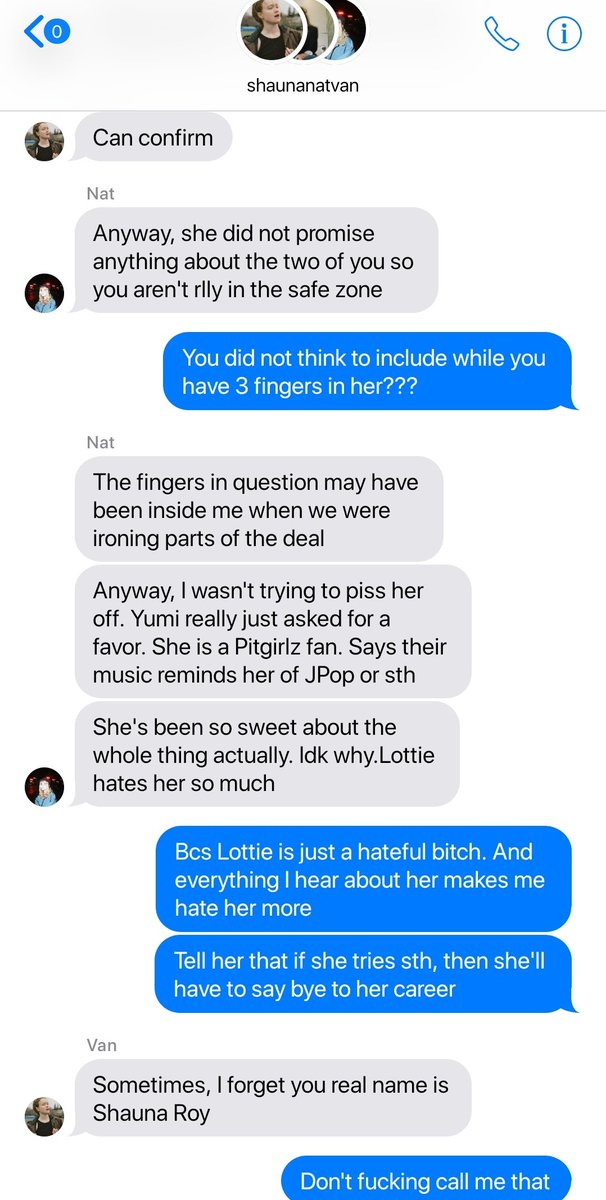 0
shaunanatvan
Can confirm
Nat
Anyway, she did not promise
anything about the two of you so
you aren't rlly in the safe zone
You did not think to include while you
have 3 fingers in her???
Nat
The fingers in question may have
been inside me when we were
ironing parts of the deal
Anyway, I wasn't trying to piss her
off. Yumi really just asked for a
favor. She is a Pitgirlz fan. Says their
music reminds her of JPop or sth
She's been so sweet about the
whole thing actually. Idk why.Lottie
hates her so much
Bcs Lottie is just a hateful bitch. And
everything I hear about her makes me
hate her more
Tell her that if she tries sth, then she'll
have to say bye to her career
Van
Sometimes, I forget you real name is
Shauna Roy
Don't fucking call me that